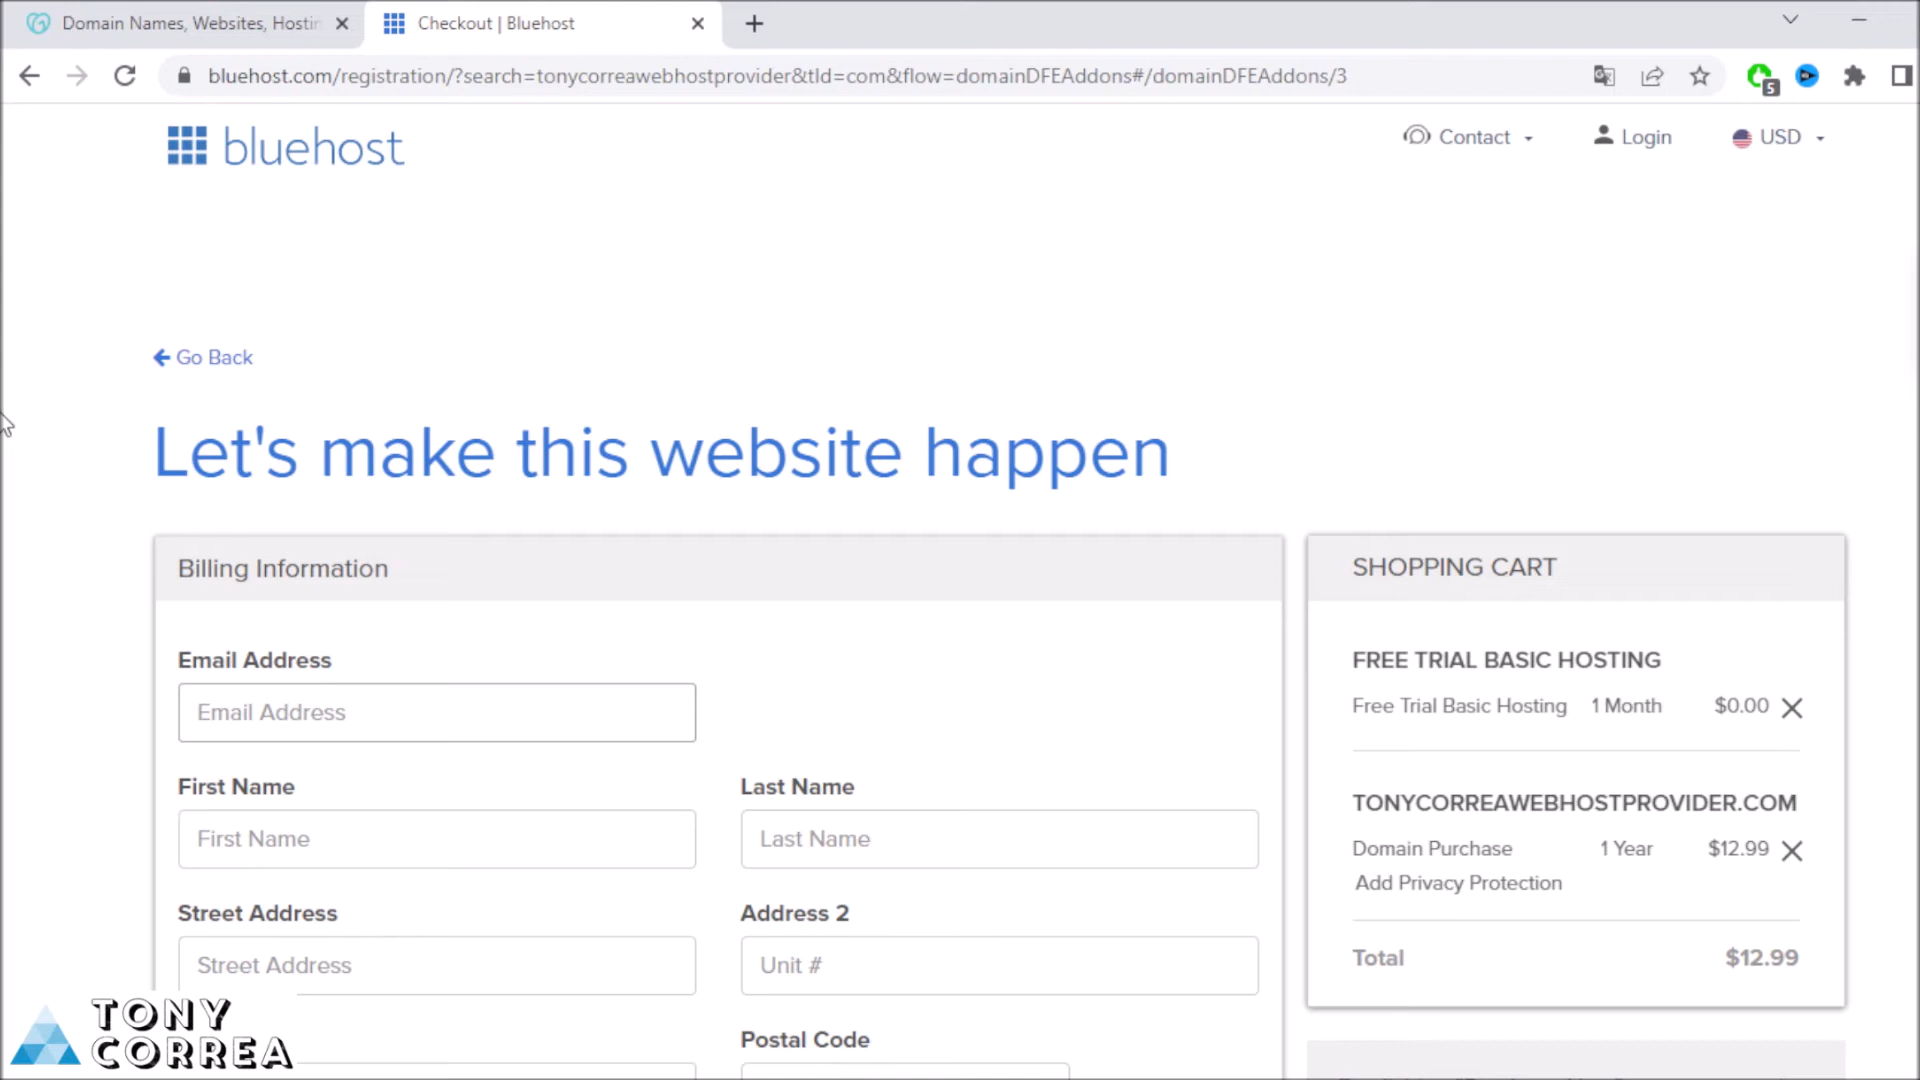 Domain Names, Websites, Hostin
Checkout | Bluehost
bluehost.com/registration/?search=tonycorreawebhostprovider&tld=com&flow=domainDFEAddons#/domainDFEAddons/3
5
bluehost
Contact
Login
USD
Go Back
Let's make this website happen
Billing Information
Email Address
Email Address
First Name
Last Name
First Name
Last Name
Street Address
Address 2
Street Address
Unit #
Postal Code
SHOPPING CART
FREE TRIAL BASIC HOSTING
Free Trial Basic Hosting 1 Month $0.00
TONYCORREAWEBHOSTPROVIDER.COM
Domain Purchase 1 Year $12.99
Add Privacy Protection
Total $12.99
TONY
CORREA